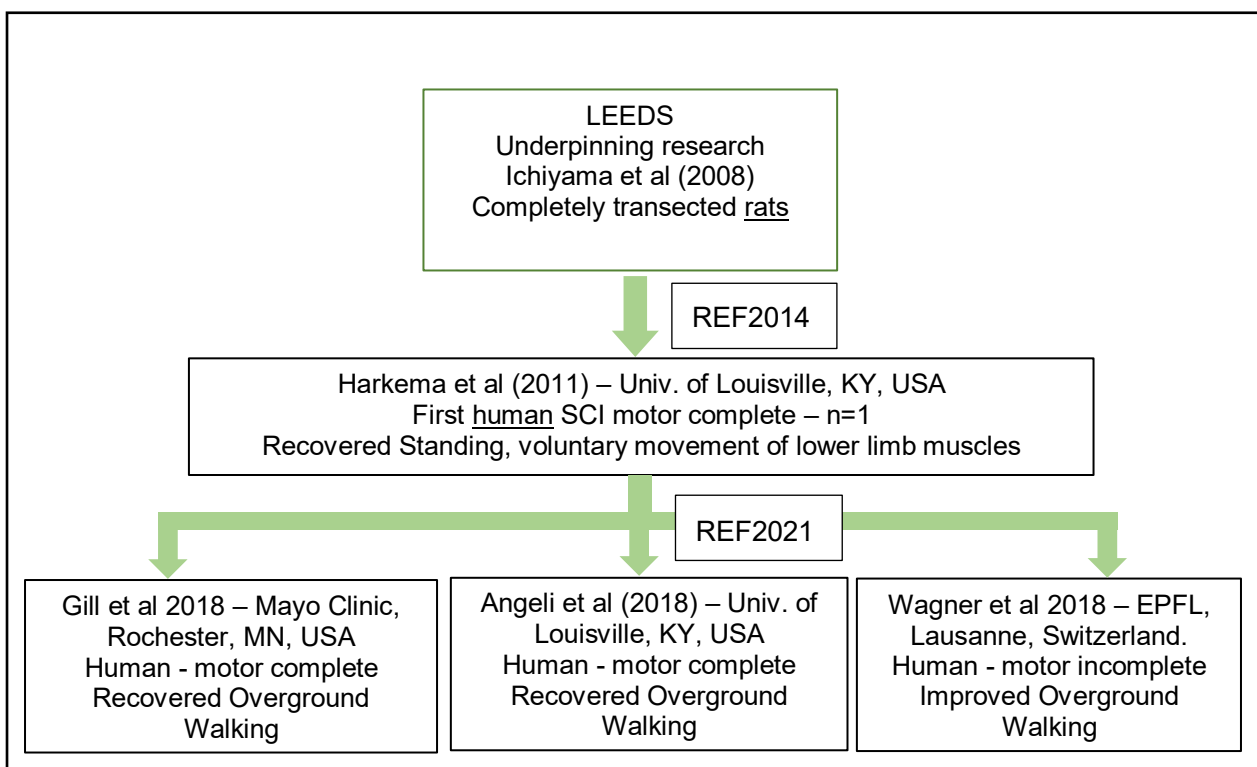 LEEDS
Underpinning research
Ichiyama et al (2008)
Completely transected rats
REF2014
Harkema et al (2011) – Univ. of Louisville, KY, USA
First human SCI motor complete – n=1
Recovered Standing, voluntary movement of lower limb muscles
REF2021
Gill et al 2018 – Mayo Clinic,
Rochester, MN, USA
Human - motor complete
Recovered Overground
Walking
Angeli et al (2018) – Univ. of
Louisville, KY, USA
Human - motor complete
Recovered Overground
Walking
Wagner et al 2018 – EPFL,
Lausanne, Switzerland.
Human - motor incomplete
Improved Overground
Walking